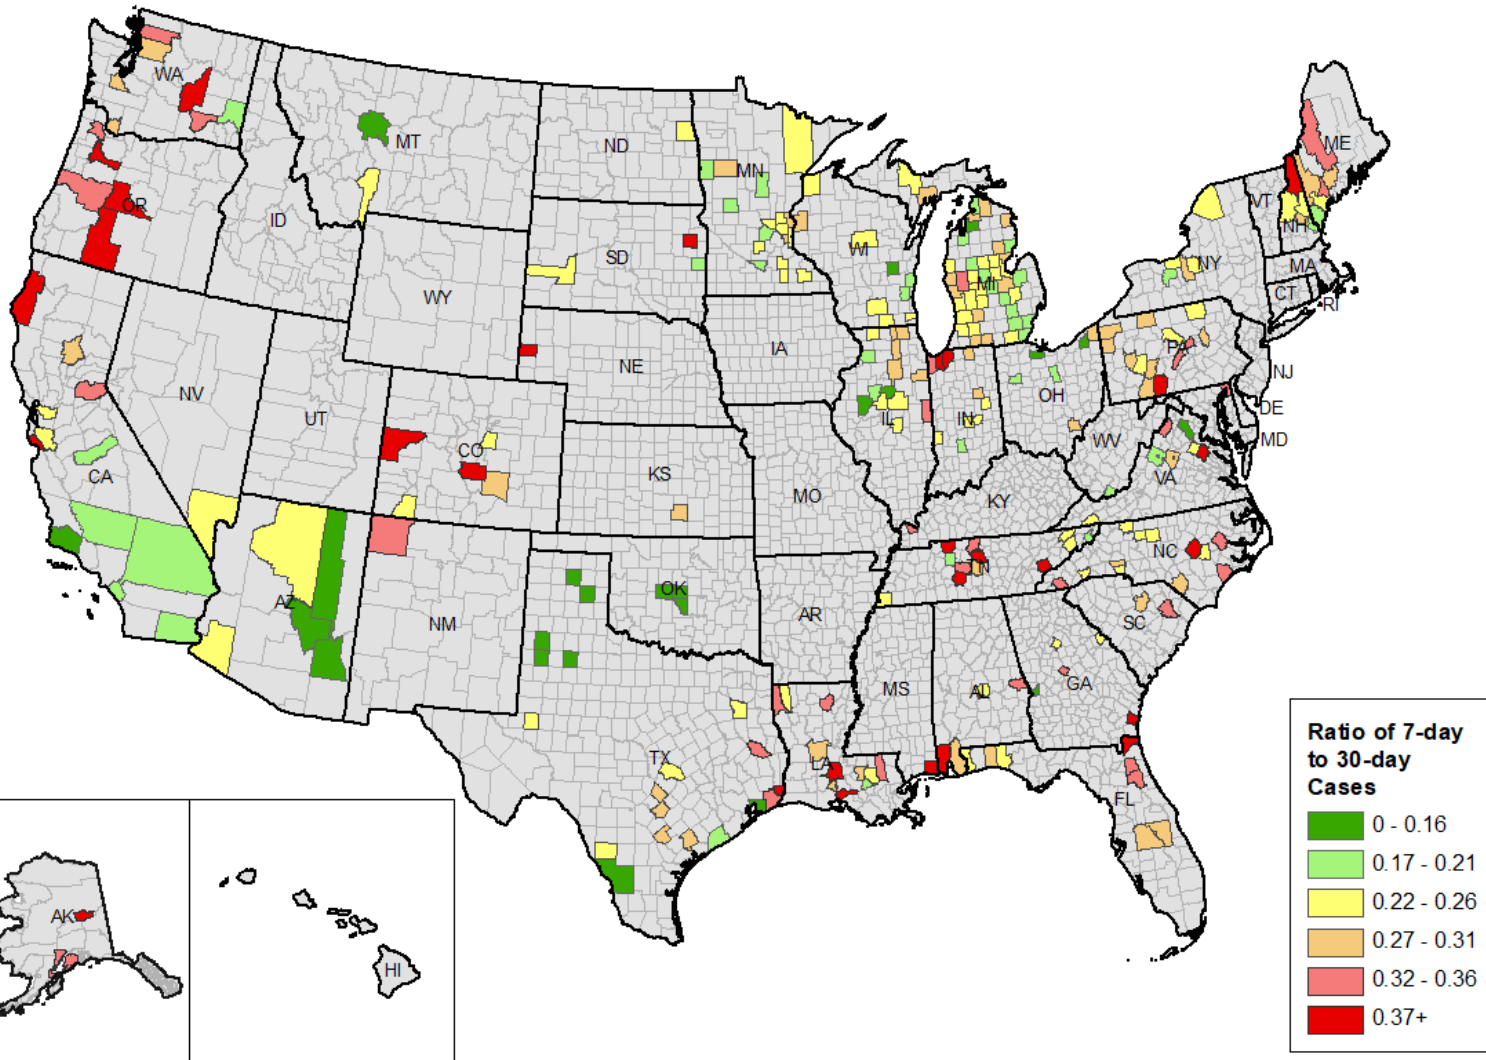 WA
MT
ND
MN
ME
OR
ID
VT
NH
SD
WI
NY
MA
MI
CT
RI
WY
IA
NE
PA
NJ
NV
OH
DE
UT
IL
IN
CO
WV
MD
CA
KS
VA
MO
KY
NC
TN
OK
AZ
AR
NM
SC
MS
AL
GA
TX
LA
FL
AK
HI
Ratio of 7-day
to 30-day
Cases
0 - 0.16
0.17 - 0.21
0.22 - 0.26
0.27 - 0.31
0.32 - 0.36
0.37+